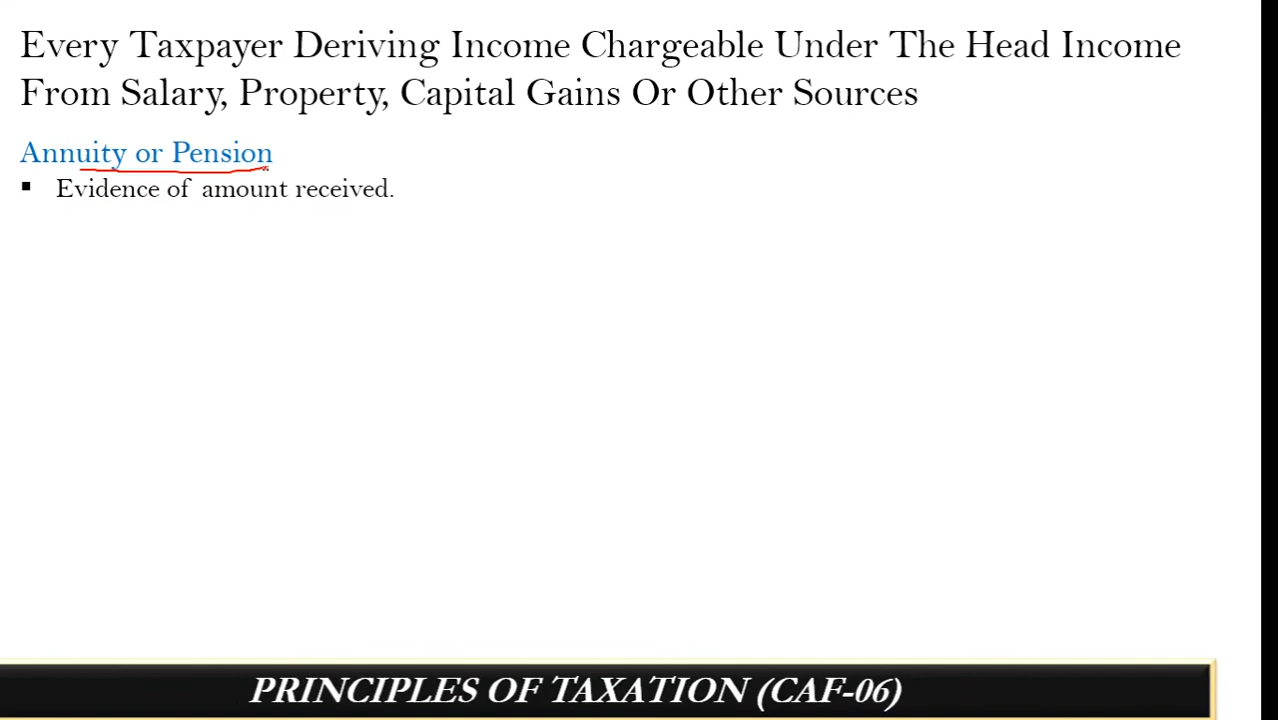 Every Taxpayer Deriving Income Chargeable Under The Head Income
From Salary, Property, Capital Gains Or Other Sources
Annuity or Pension
▪ Evidence of amount received.
PRINCIPLES OF TAXATION (CAF-06)